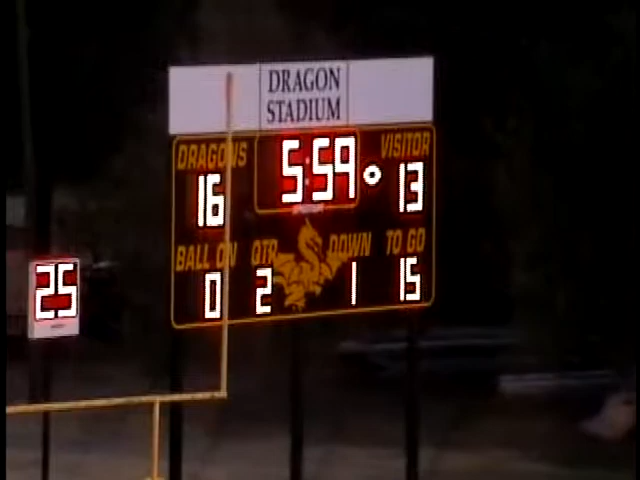 DRAGON
STADIUM
DRAGONS 5:59 VISITOR
16 13
BALL ON QTR DOWN TO GO
0 2 1 15
25